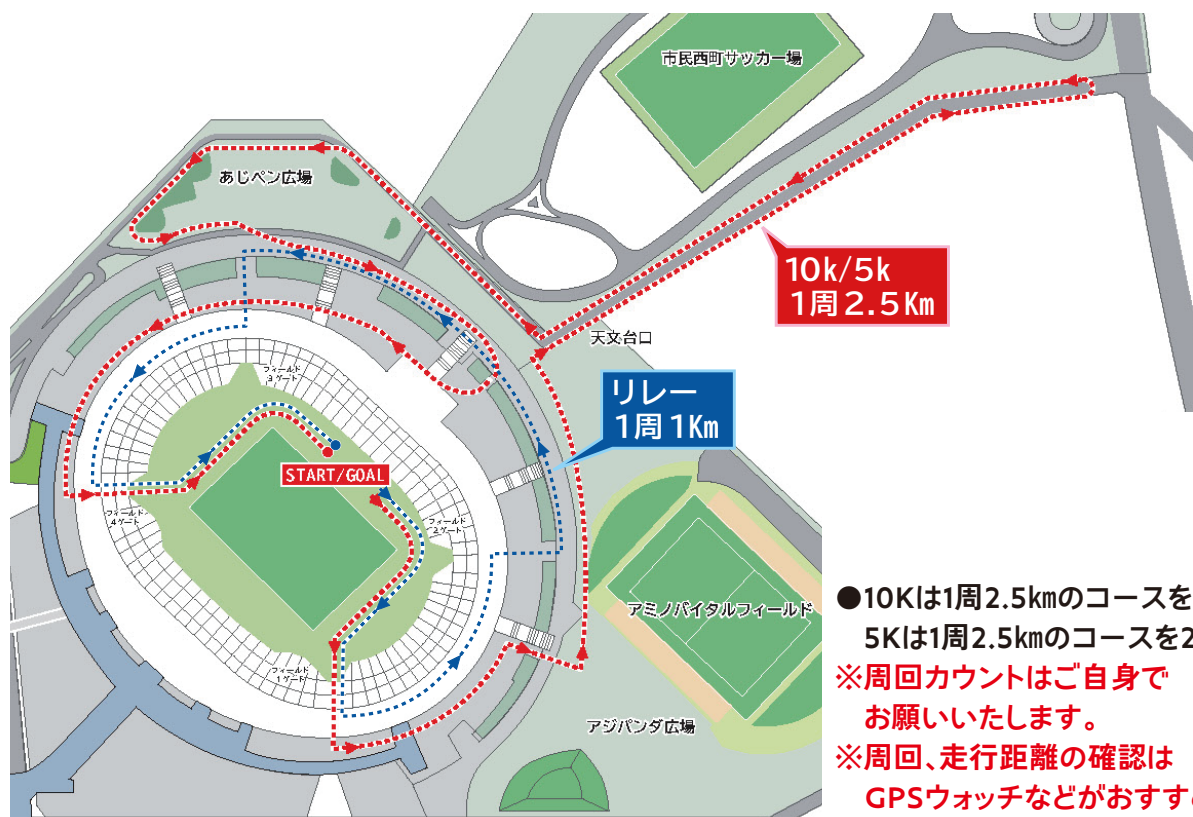 市民西町サッカー場
あじペン広場
10k/5k
1周2.5Km
天文台口
リレー
1周1Km
フィールド
3ゲート
START/GOAL
フィールド
4ゲート
フィールド
2ゲート
アミノバイタルフィールド
フィールド
1ゲート
アジパンダ広場
●10Kは1周2.5㎞のコースを
5Kは1周2.5㎞のコースを2
※周回カウントはご自身で
お願いいたします。
※周回、走行距離の確認は
GPSウォッチなどがおすす